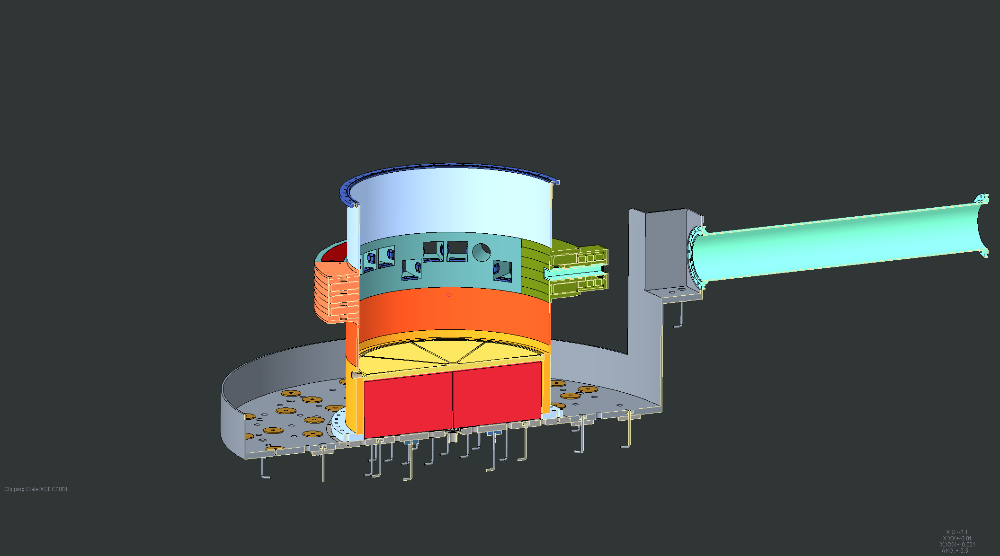 Clipping State:XSEC0001
X.X+-0.1
X.XX+-0.01
X.XXX+-0.001
ANG.+-0.5